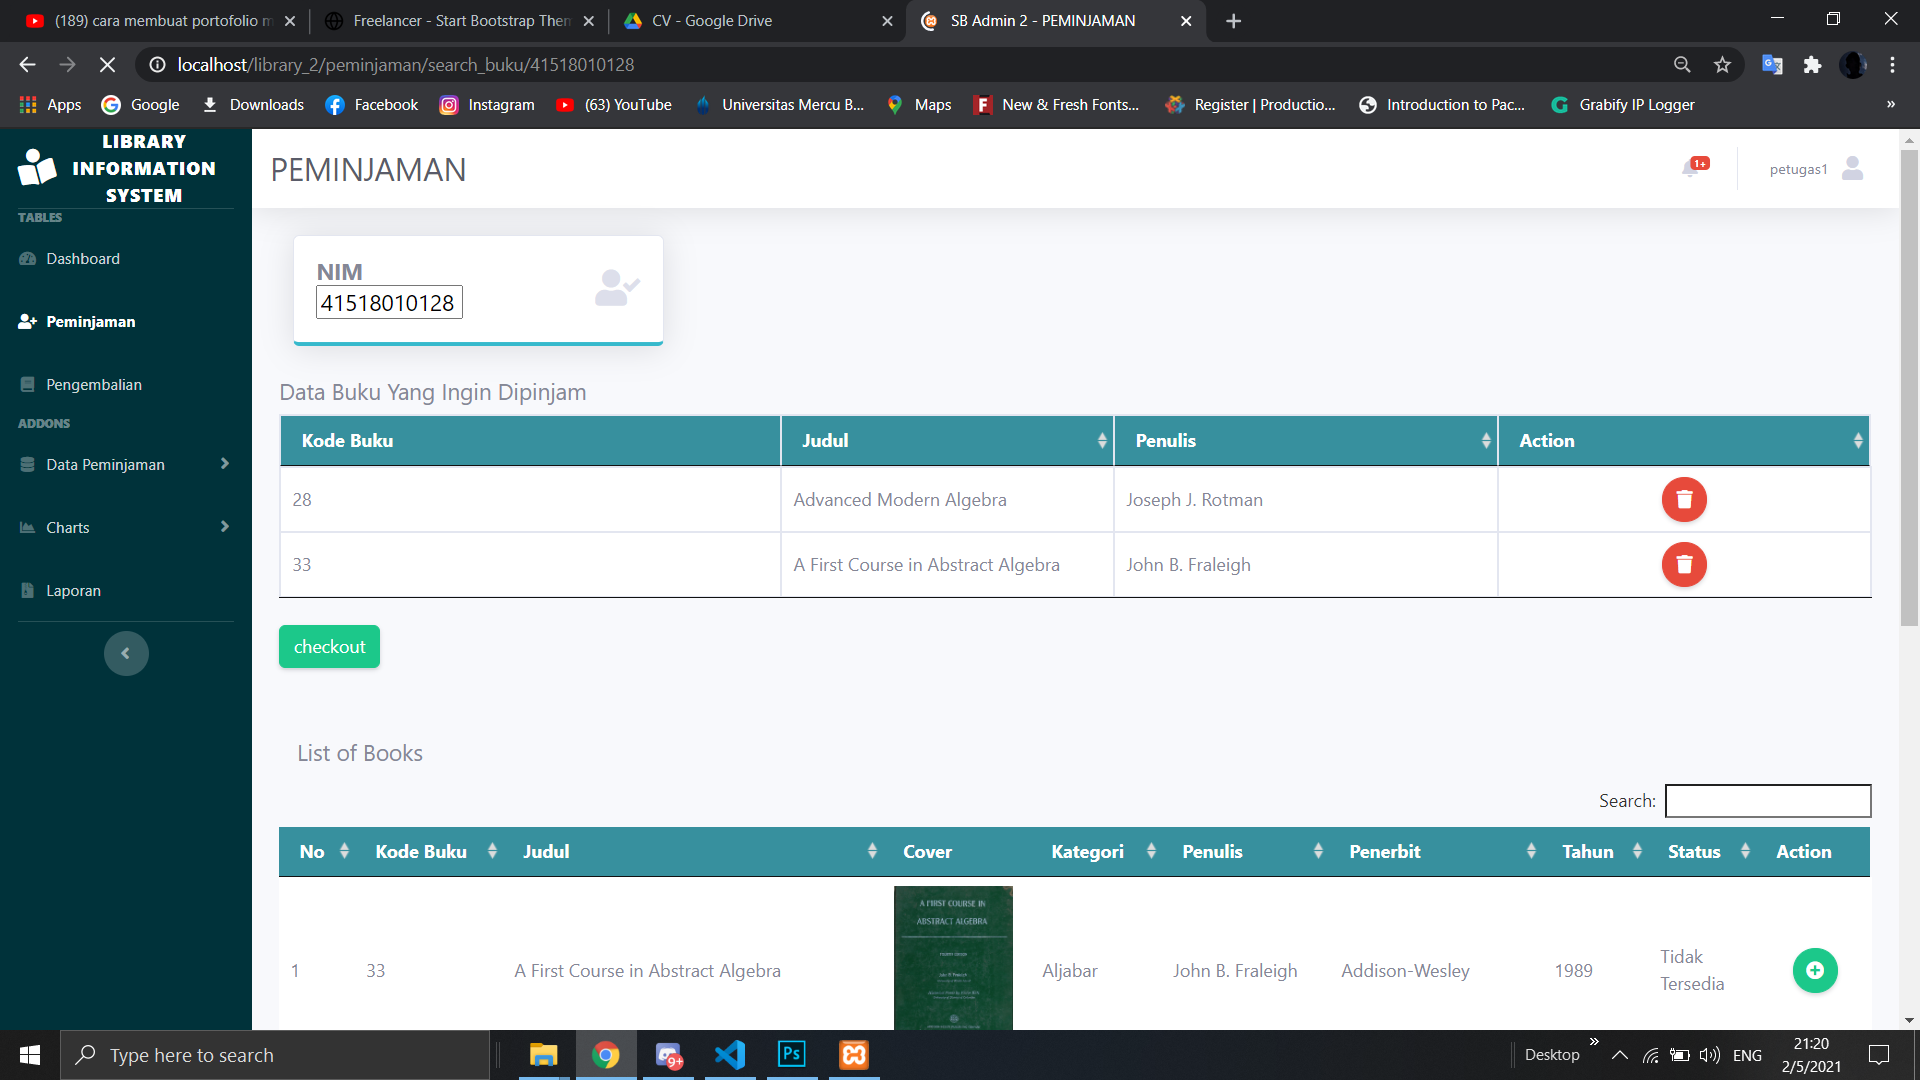 (189) cara membuat portofolio m
Freelancer - Start Bootstrap Them
CV - Google Drive
SB Admin 2 - PEMINJAMAN
localhost/library_2/peminjaman/search_buku/41518010128
Apps
Google
Downloads
Facebook
Instagram
(63) YouTube
Universitas Mercu B...
Maps
New & Fresh Fonts...
Register | Productio...
Introduction to Pac...
Grabify IP Logger
»
LIBRARY
INFORMATION
SYSTEM
TABLES
Dashboard
Peminjaman
Pengembalian
ADDONS
Data Peminjaman
Charts
Laporan
PEMINJAMAN
1+
petugas1
NIM
41518010128
Data Buku Yang Ingin Dipinjam
Kode Buku Judul Penulis Action
28 Advanced Modern Algebra Joseph J. Rotman
33 A First Course in Abstract Algebra John B. Fraleigh
checkout
List of Books
Search:
No Kode Buku Judul Cover Kategori Penulis Penerbit Tahun Status Action
A FIRST COURSE IN
ABSTRACT ALGEBRA
1 33 A First Course in Abstract Algebra Aljabar John B. Fraleigh Addison-Wesley 1989
Tidak
Tersedia
Type here to search
9+
Ps
Desktop
»
ENG
21:20
2/5/2021